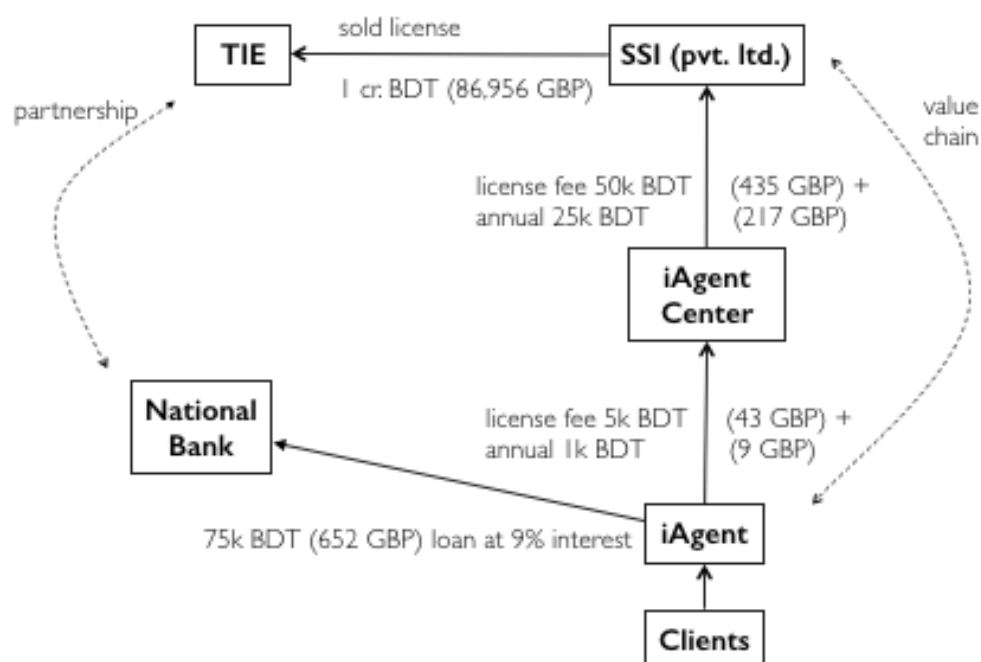 sold license
TIE
SSI (pvt. ltd.)
1 cr. BDT (86,956 GBP)
partnership
value
chain
license fee 50k BDT (435 GBP) +
annual 25k BDT (217 GBP)
iAgent
Center
National
Bank
license fee 5k BDT (43 GBP) +
annual 1k BDT (9 GBP)
75k BDT (652 GBP) loan at 9% interest
iAgent
Clients